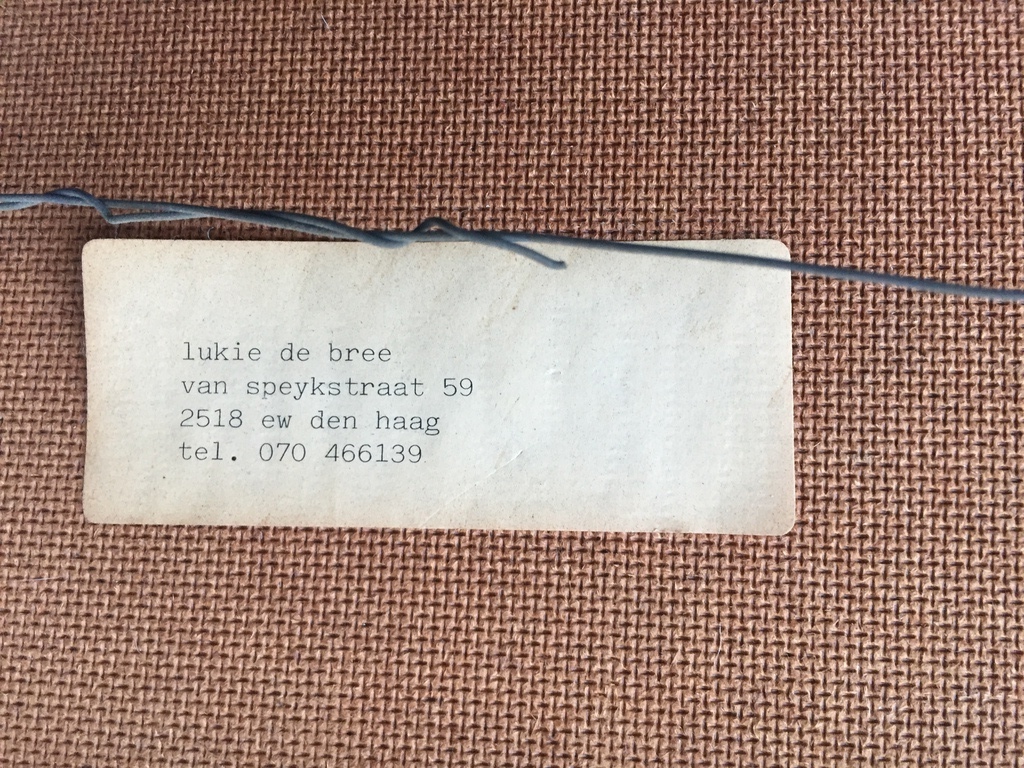 lukie de bree
van speykstraat 59
2518 ew den haag
tel. 070 466139